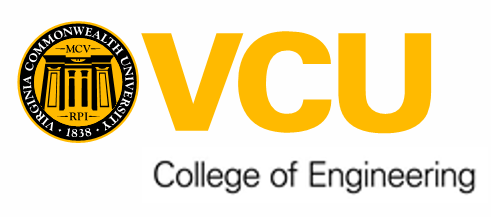 VIRGINIA COMMONWEALTH UNIVERSITY
MCV
RPI
· 1838 ·
VCU
College of Engineering